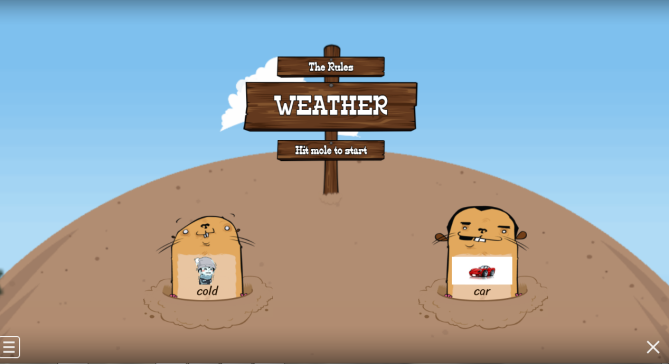 The Rules
WEATHER
Hit mole to start
cold
car